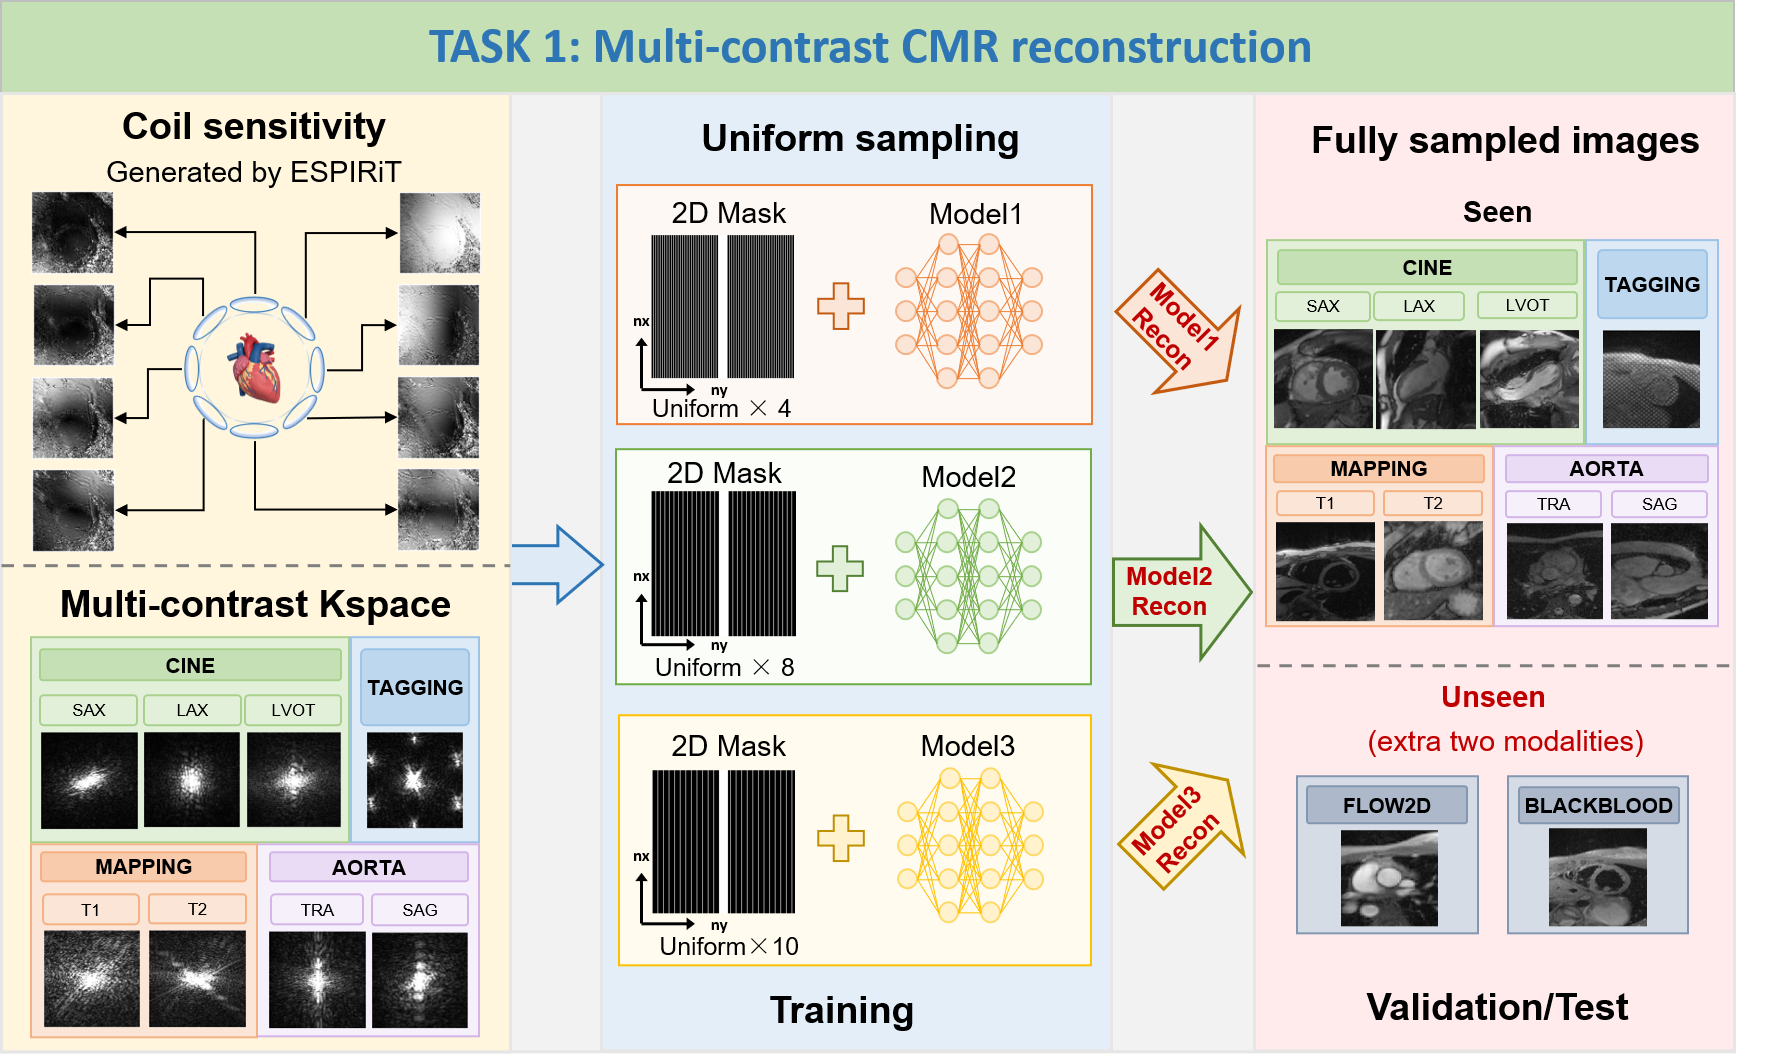 TASK 1: Multi-contrast CMR reconstruction
Coil sensitivity
Generated by ESPIRiT
Multi-contrast Kspace
CINE
SAX
LAX
LVOT
TAGGING
MAPPING
T1
T2
AORTA
TRA
SAG
Uniform sampling
2D Mask
Model1
nx
ny
Uniform × 4
2D Mask
Model2
nx
ny
Uniform × 8
2D Mask
Model3
nx
ny
Uniform×10
Training
Model1
Recon
Model2
Recon
Model3
Recon
Fully sampled images
Seen
CINE
SAX
LAX
LVOT
TAGGING
MAPPING
T1
T2
AORTA
TRA
SAG
Unseen
(extra two modalities)
FLOW2D
BLACKBLOOD
Validation/Test